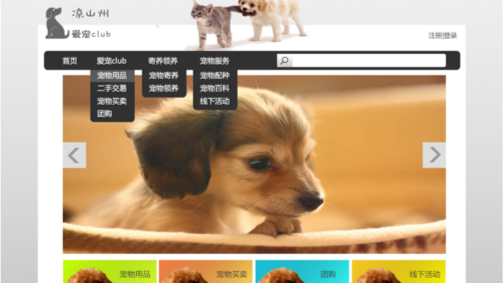 凉山州
爱宠club
注册|登录
首页 爱宠club 寄养领养 宠物服务
宠物用品 宠物寄养 宠物配种
二手交易 宠物领养 宠物百科
宠物买卖 线下活动
团购
宠物用品 宠物买卖 团购 线下活动